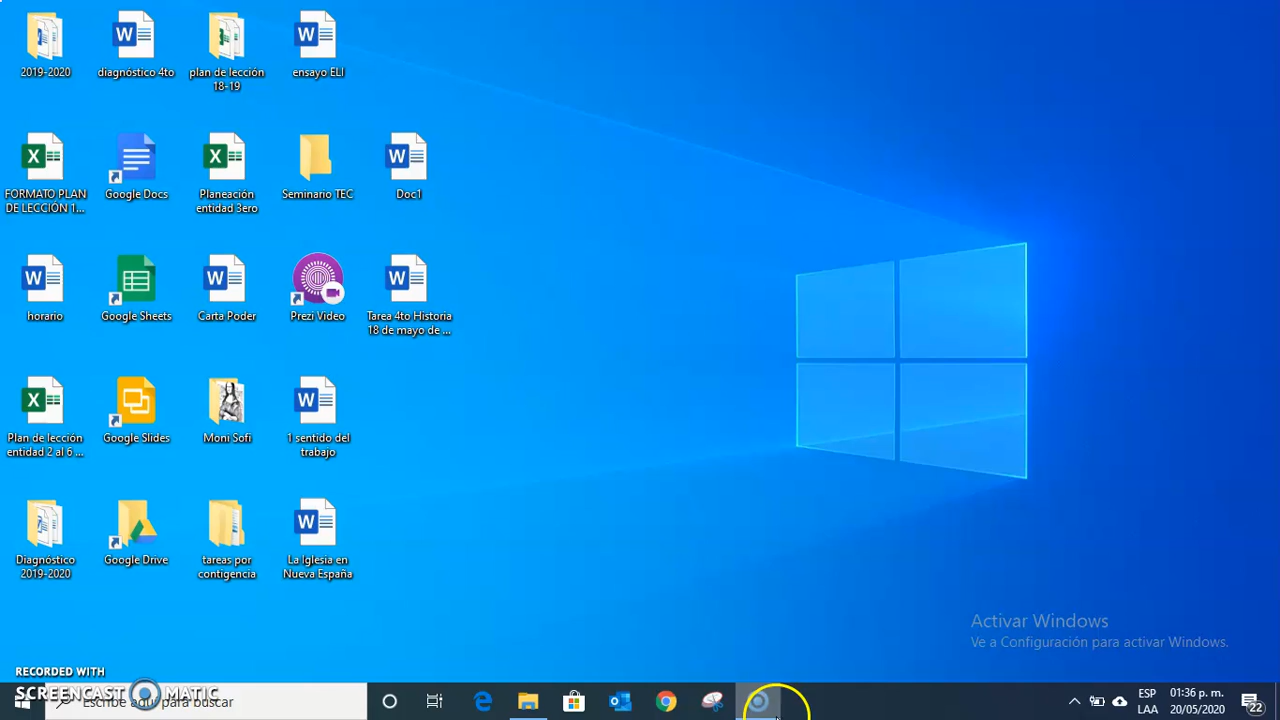 2019-2020
diagnóstico 4to
plan de lección
18-19
ensayo ELI
FORMATO PLAN
DE LECCIÓN 1...
Google Docs
Planeación
entidad 3ero
Seminario TEC
Doc1
horario
Google Sheets
Carta Poder
Prezi Video
Tarea 4to Historia
18 de mayo de ...
Plan de lección
entidad 2 al 6 ...
Google Slides
Moni Sofi
1 sentido del
trabajo
Diagnóstico
2019-2020
Google Drive
tareas por
contigencia
La Iglesia en
Nueva España
Activar Windows
Ve a Configuración para activar Windows.
RECORDED WITH
SCREENCAST MATIC
Escribe aquí para buscar
ESP
LAA
01:36 p. m.
20/05/2020
22